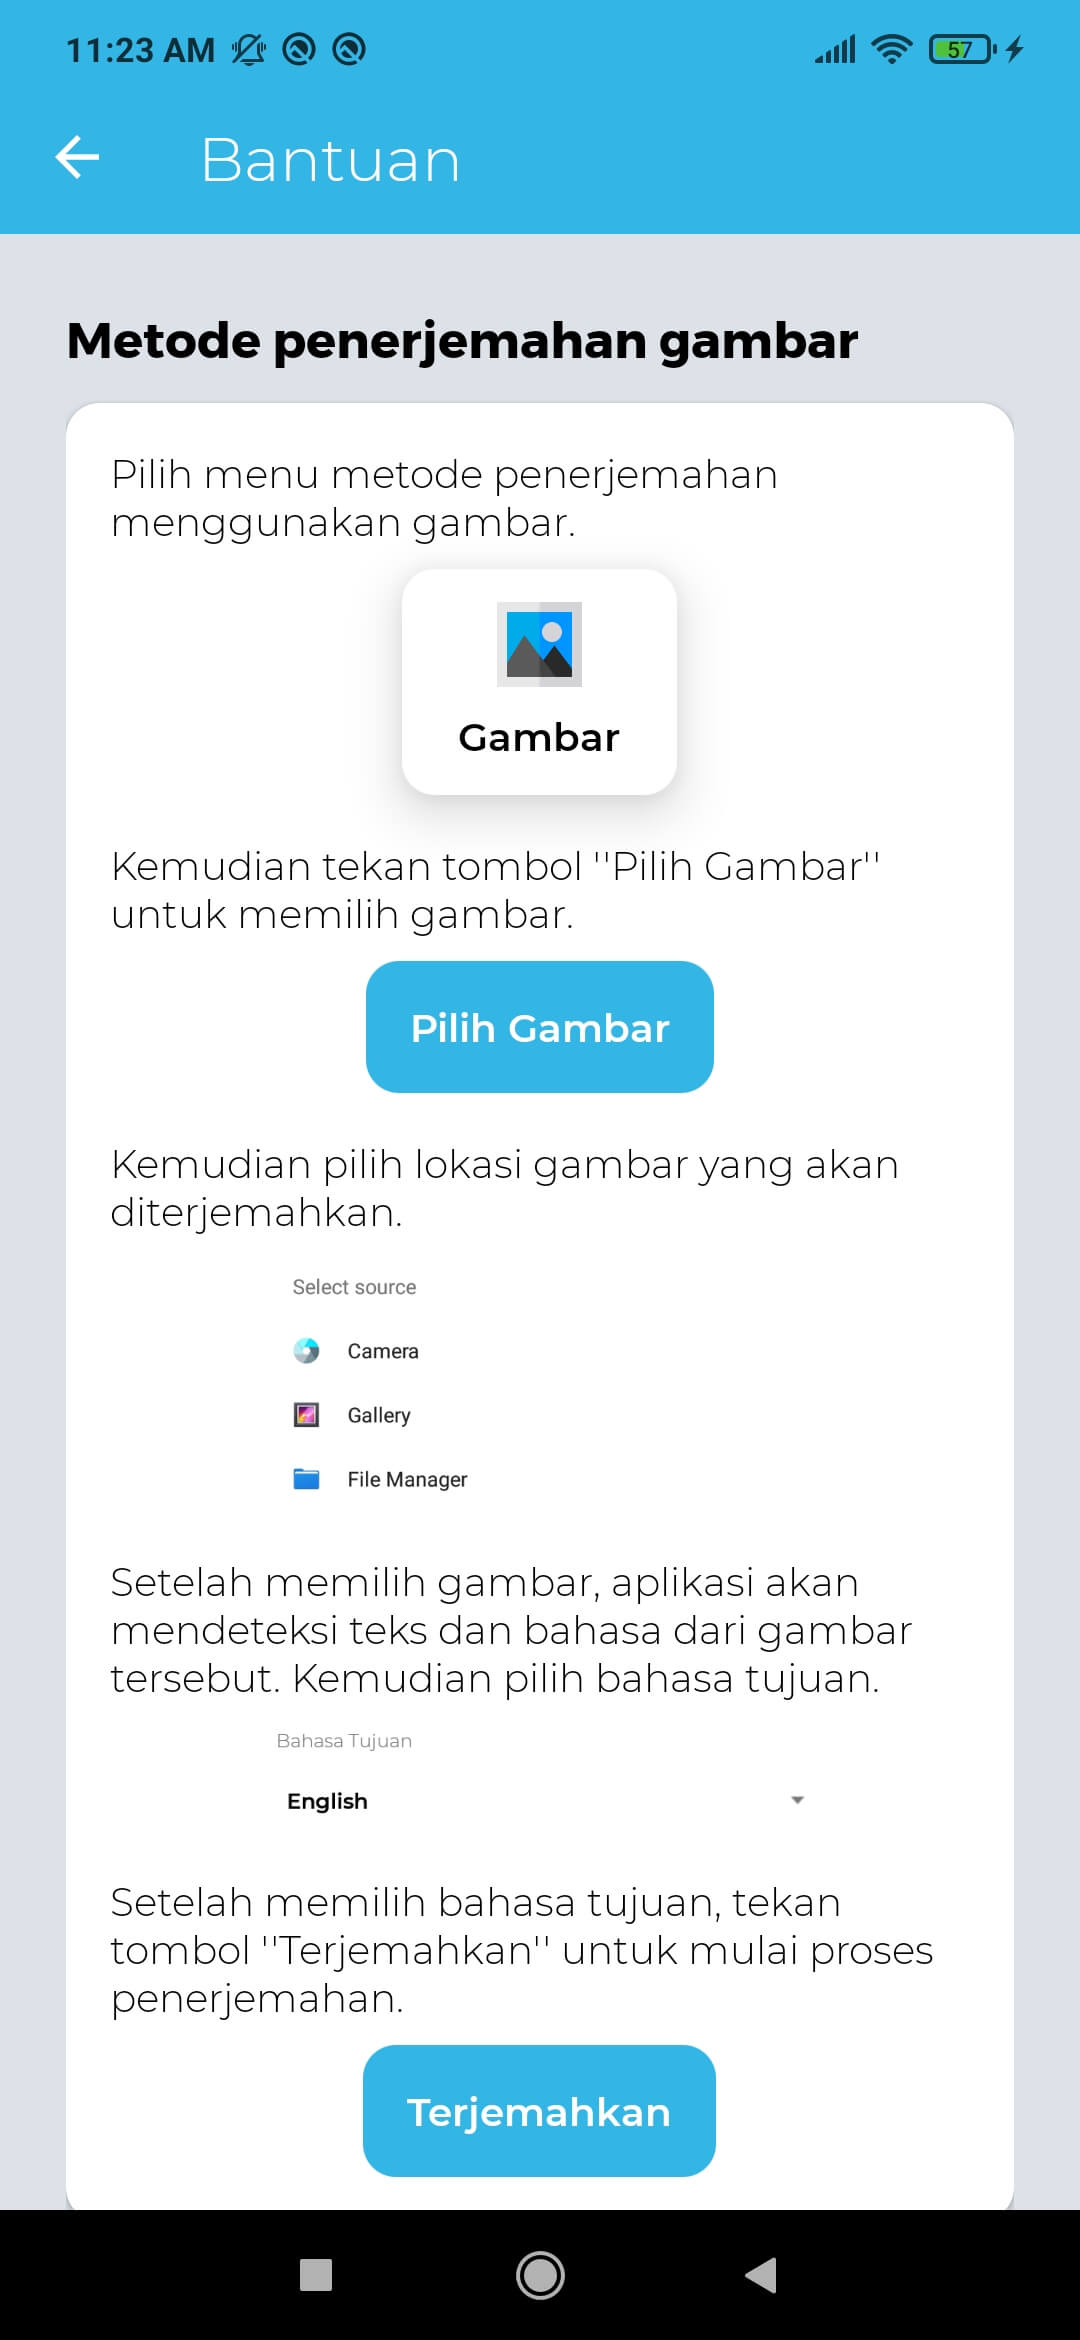 11:23 AM
57
Bantuan
Metode penerjemahan gambar
Pilih menu metode penerjemahan
menggunakan gambar.
Gambar
Kemudian tekan tombol ''Pilih Gambar''
untuk memilih gambar.
Pilih Gambar
Kemudian pilih lokasi gambar yang akan
diterjemahkan.
Select source
Camera
Gallery
File Manager
Setelah memilih gambar, aplikasi akan
mendeteksi teks dan bahasa dari gambar
tersebut. Kemudian pilih bahasa tujuan.
Bahasa Tujuan
English
Setelah memilih bahasa tujuan, tekan
tombol ''Terjemahkan'' untuk mulai proses
penerjemahan.
Terjemahkan